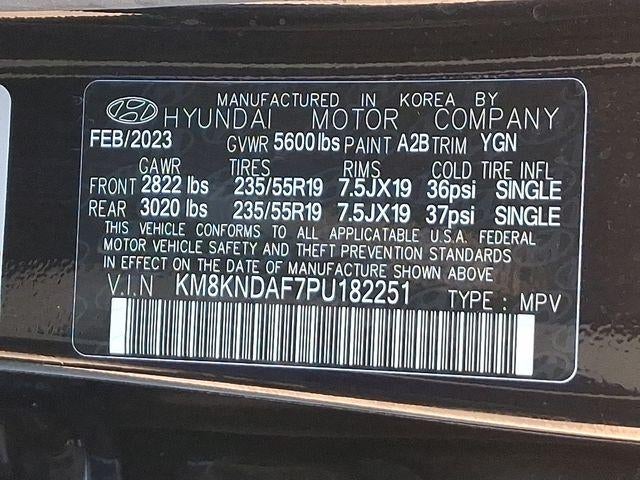 MANUFACTURED IN KOREA BY
HYUNDAI MOTOR COMPANY
FEB/2023 GVWR 5600lbs PAINT A2B TRIM YGN
GAWR TIRES RIMS COLD TIRE INFL
FRONT 2822 lbs 235/55R19 7.5JX19 36psi SINGLE
REAR 3020 lbs 235/55R19 7.5JX19 37psi SINGLE
THIS VEHICLE CONFORMS TO ALL APPLICATABLE U.S.A. FEDERAL
MOTOR VEHICLE SAFETY AND THEFT PREVENTION STANDARDS
IN EFFECT ON THE DATE OF MANUFACTURE SHOWN ABOVE.
V.I.N KM8KNDAF7PU182251 TYPE : MPV